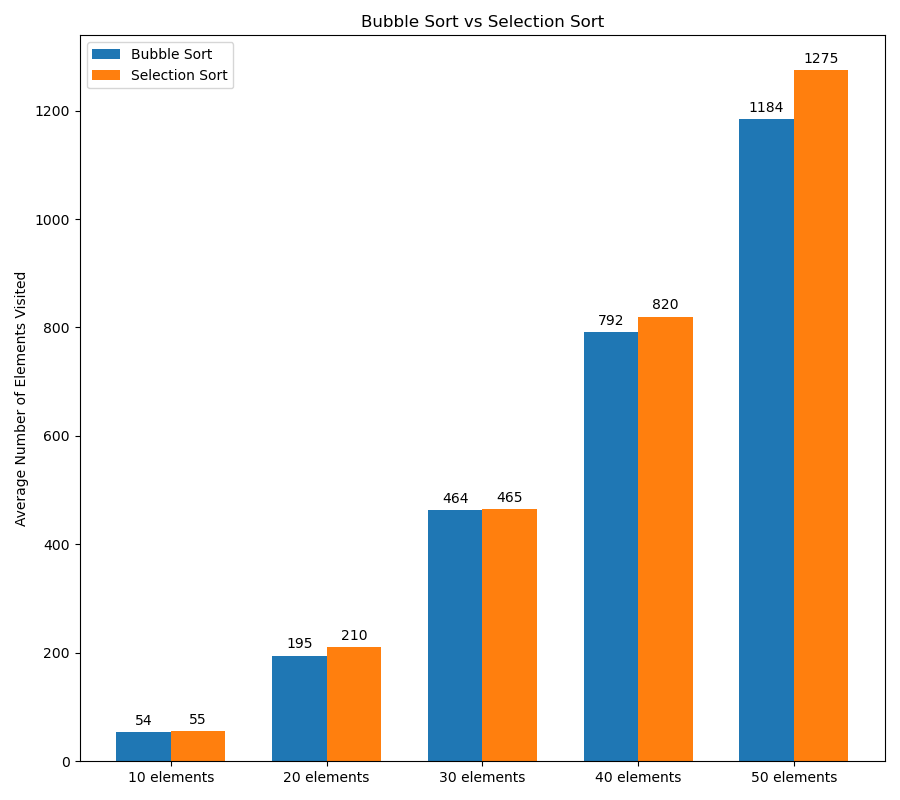 Bubble Sort vs Selection Sort
Bubble Sort
Selection Sort
Average Number of Elements Visited
1200
1000
800
600
400
200
0
54
55
195
210
464
465
792
820
1184
1275
10 elements
20 elements
30 elements
40 elements
50 elements